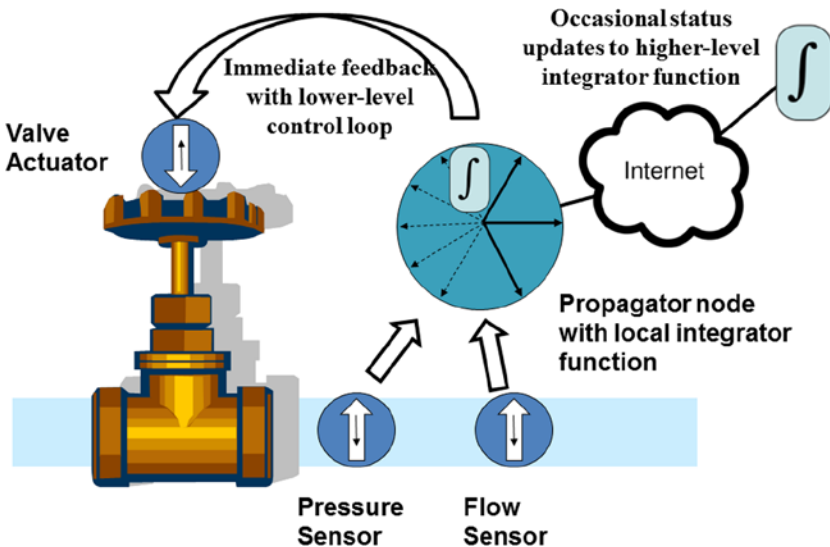 Occasional status
updates to higher-level
integrator function
∫
Immediate feedback
with lower-level
control loop
Valve
Actuator
∫
Internet
Propagator node
with local integrator
function
Pressure
Sensor
Flow
Sensor